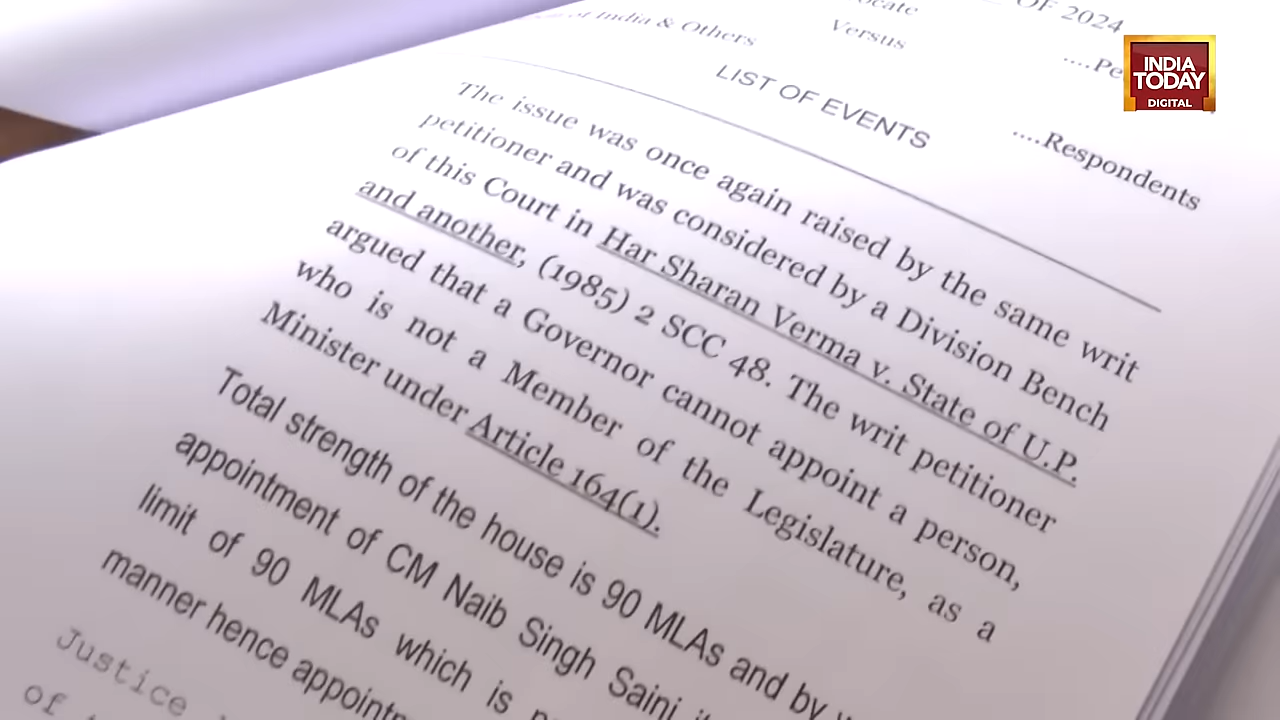 OF 2024
Versus
of India & Others
....Respondents
LIST OF EVENTS
The issue was once again raised by the same writ
petitioner and was considered by a Division Bench
of this Court in Har Sharan Verma v. State of U.P.
and another, (1985) 2 SCC 48. The writ petitioner
argued that a Governor cannot appoint a person,
who is not a Member of the Legislature, as a
Minister under Article 164(1).
Total strength of the house is 90 MLAs and by
appointment of CM Naib Singh Saini
limit of 90 MLAs which is
manner hence
Justice
of
INDIA
TODAY
DIGITAL